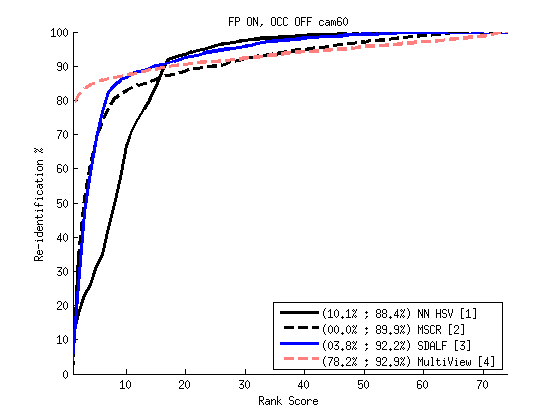 FP ON, OCC OFF cam60
100
90
80
70
60
50
40
30
20
10
0
Re-identification %
10 20 30 40 50 60 70
Rank Score
(10.1% ; 88.4%) NN HSV [1]
(00.0% ; 89.9%) MSCR [2]
(03.8% ; 92.2%) SDALF [3]
(78.2% ; 92.9%) MultiView [4]